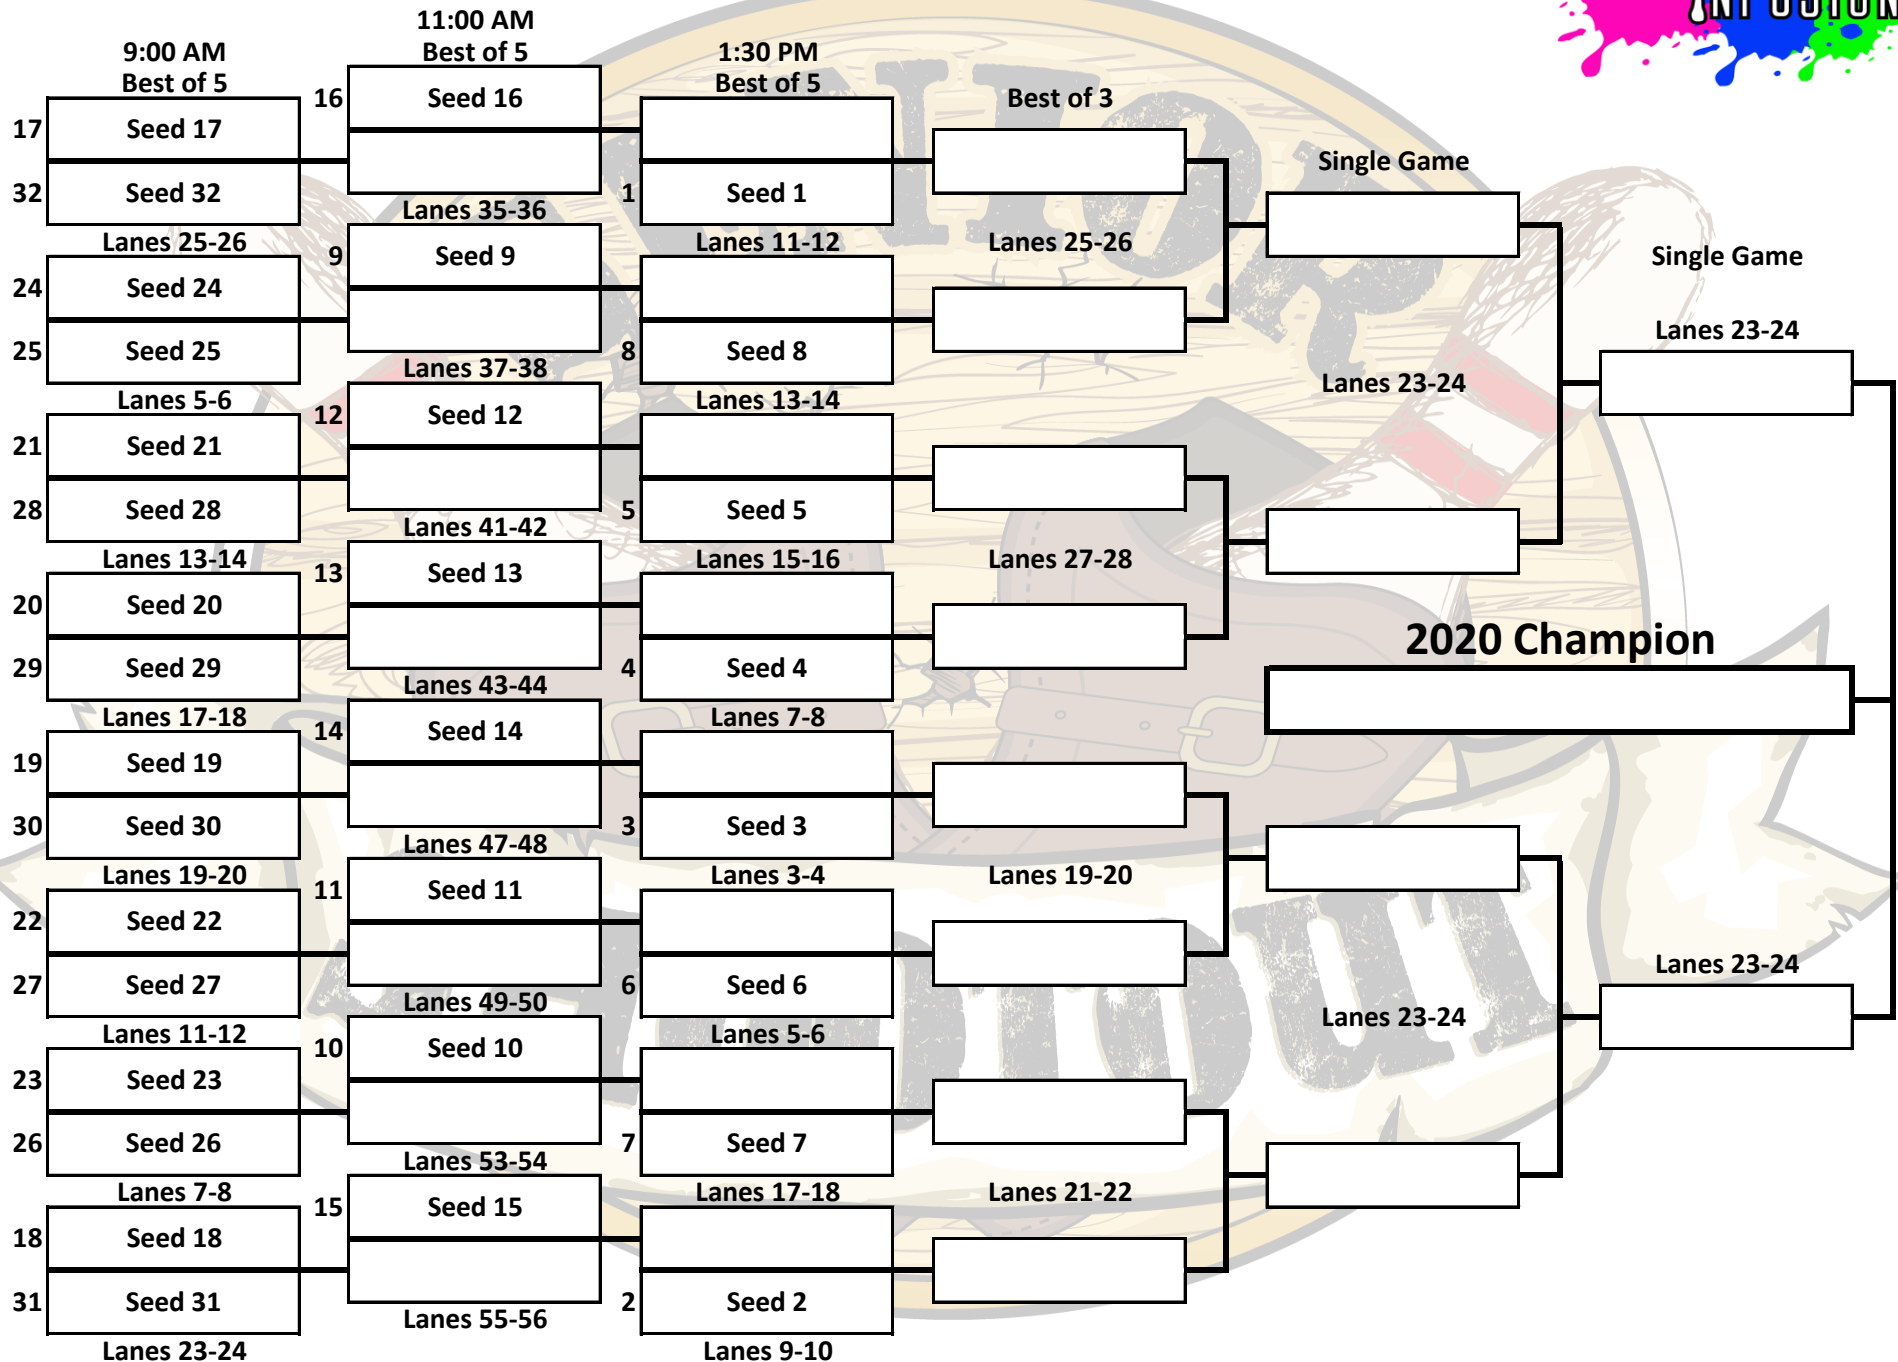 INFUSION
11:00 AM
9:00 AM
Best of 5
1:30 PM
Best of 5
Best of 5
16
Seed 16
Best of 3
17
Seed 17
Single Game
32
Seed 32
1
Seed 1
Lanes 35-36
Lanes 25-26
9
Seed 9
Lanes 11-12
Lanes 25-26
Single Game
24
Seed 24
Lanes 23-24
25
Seed 25
8
Seed 8
Lanes 37-38
Lanes 23-24
Lanes 5-6
12
Seed 12
Lanes 13-14
21
Seed 21
28
Seed 28
5
Seed 5
Lanes 41-42
Lanes 13-14
13
Seed 13
Lanes 15-16
Lanes 27-28
20
Seed 20
2020 Champion
29
Seed 29
4
Seed 4
Lanes 43-44
Lanes 17-18
14
Seed 14
Lanes 7-8
19
Seed 19
30
Seed 30
3
Seed 3
Lanes 47-48
Lanes 19-20
11
Seed 11
Lanes 3-4
Lanes 19-20
22
Seed 22
Lanes 23-24
27
Seed 27
6
Seed 6
Lanes 49-50
Lanes 23-24
Lanes 11-12
10
Seed 10
Lanes 5-6
23
Seed 23
26
Seed 26
7
Seed 7
Lanes 53-54
Lanes 7-8
15
Seed 15
Lanes 17-18
Lanes 21-22
18
Seed 18
31
Seed 31
2
Seed 2
Lanes 55-56
Lanes 23-24
Lanes 9-10